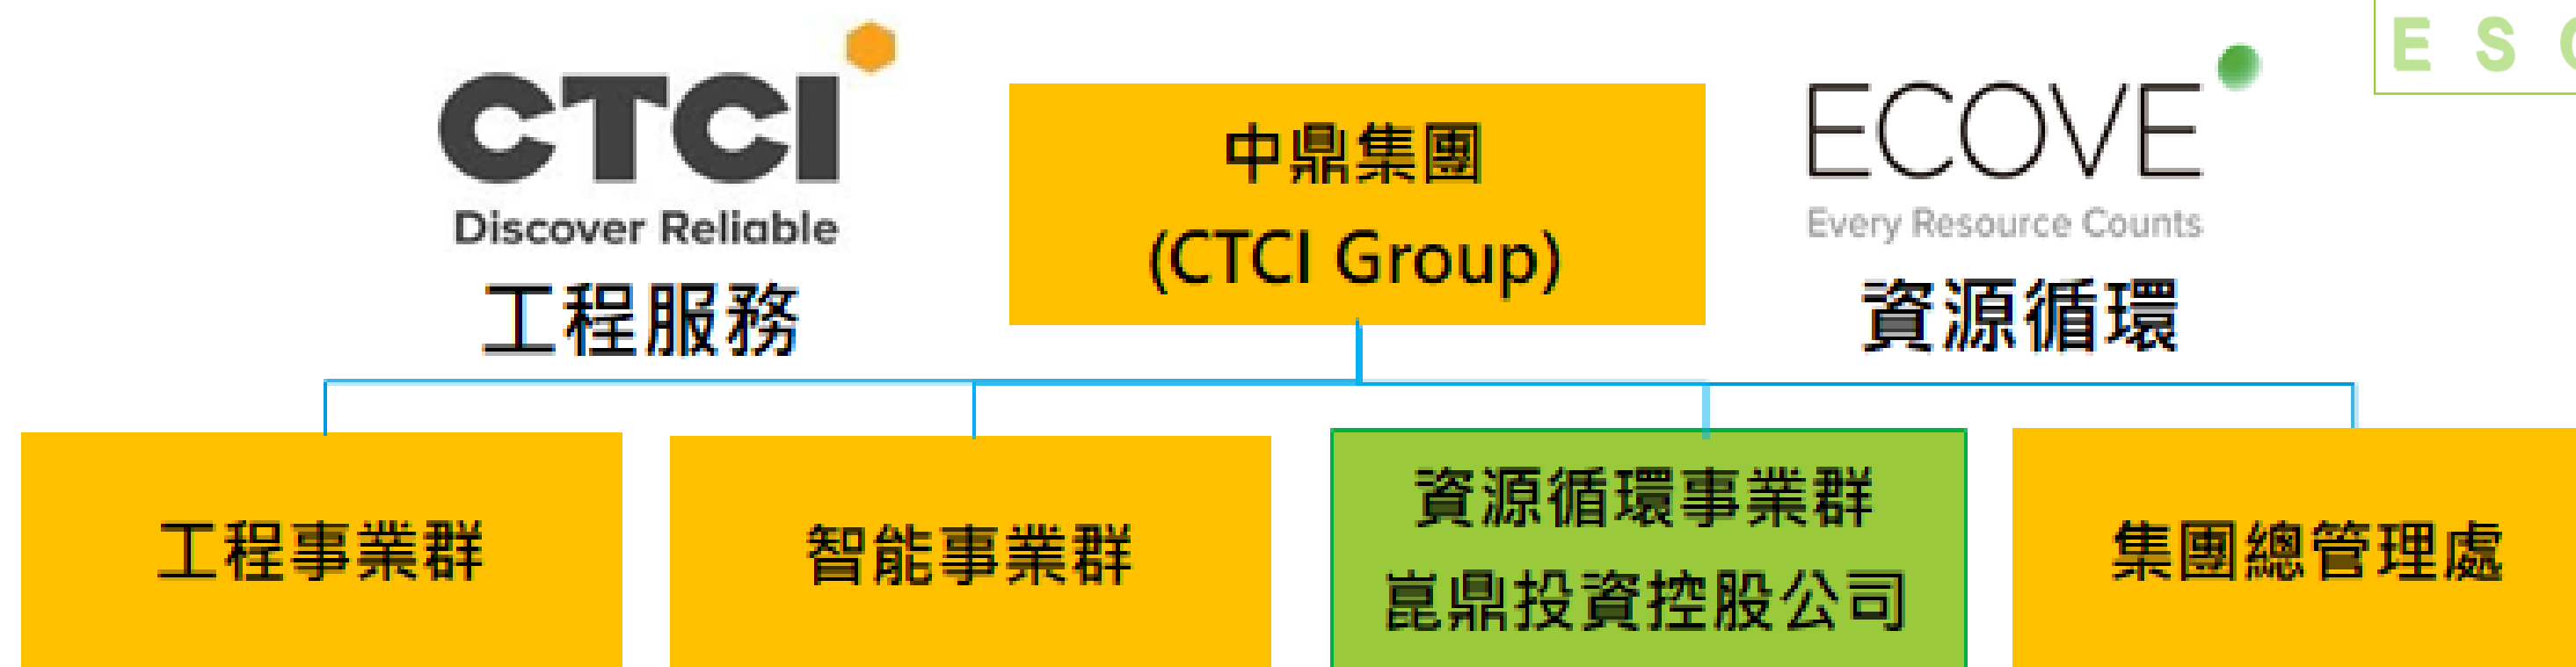 CTCI
Discover Reliable
工程服務
中鼎集團
(CTCI Group)
ECOVE
Every Resource Counts
資源循環
E S
工程事業群
智能事業群
資源循環事業群
崑鼎投資控股公司
集團總管理處